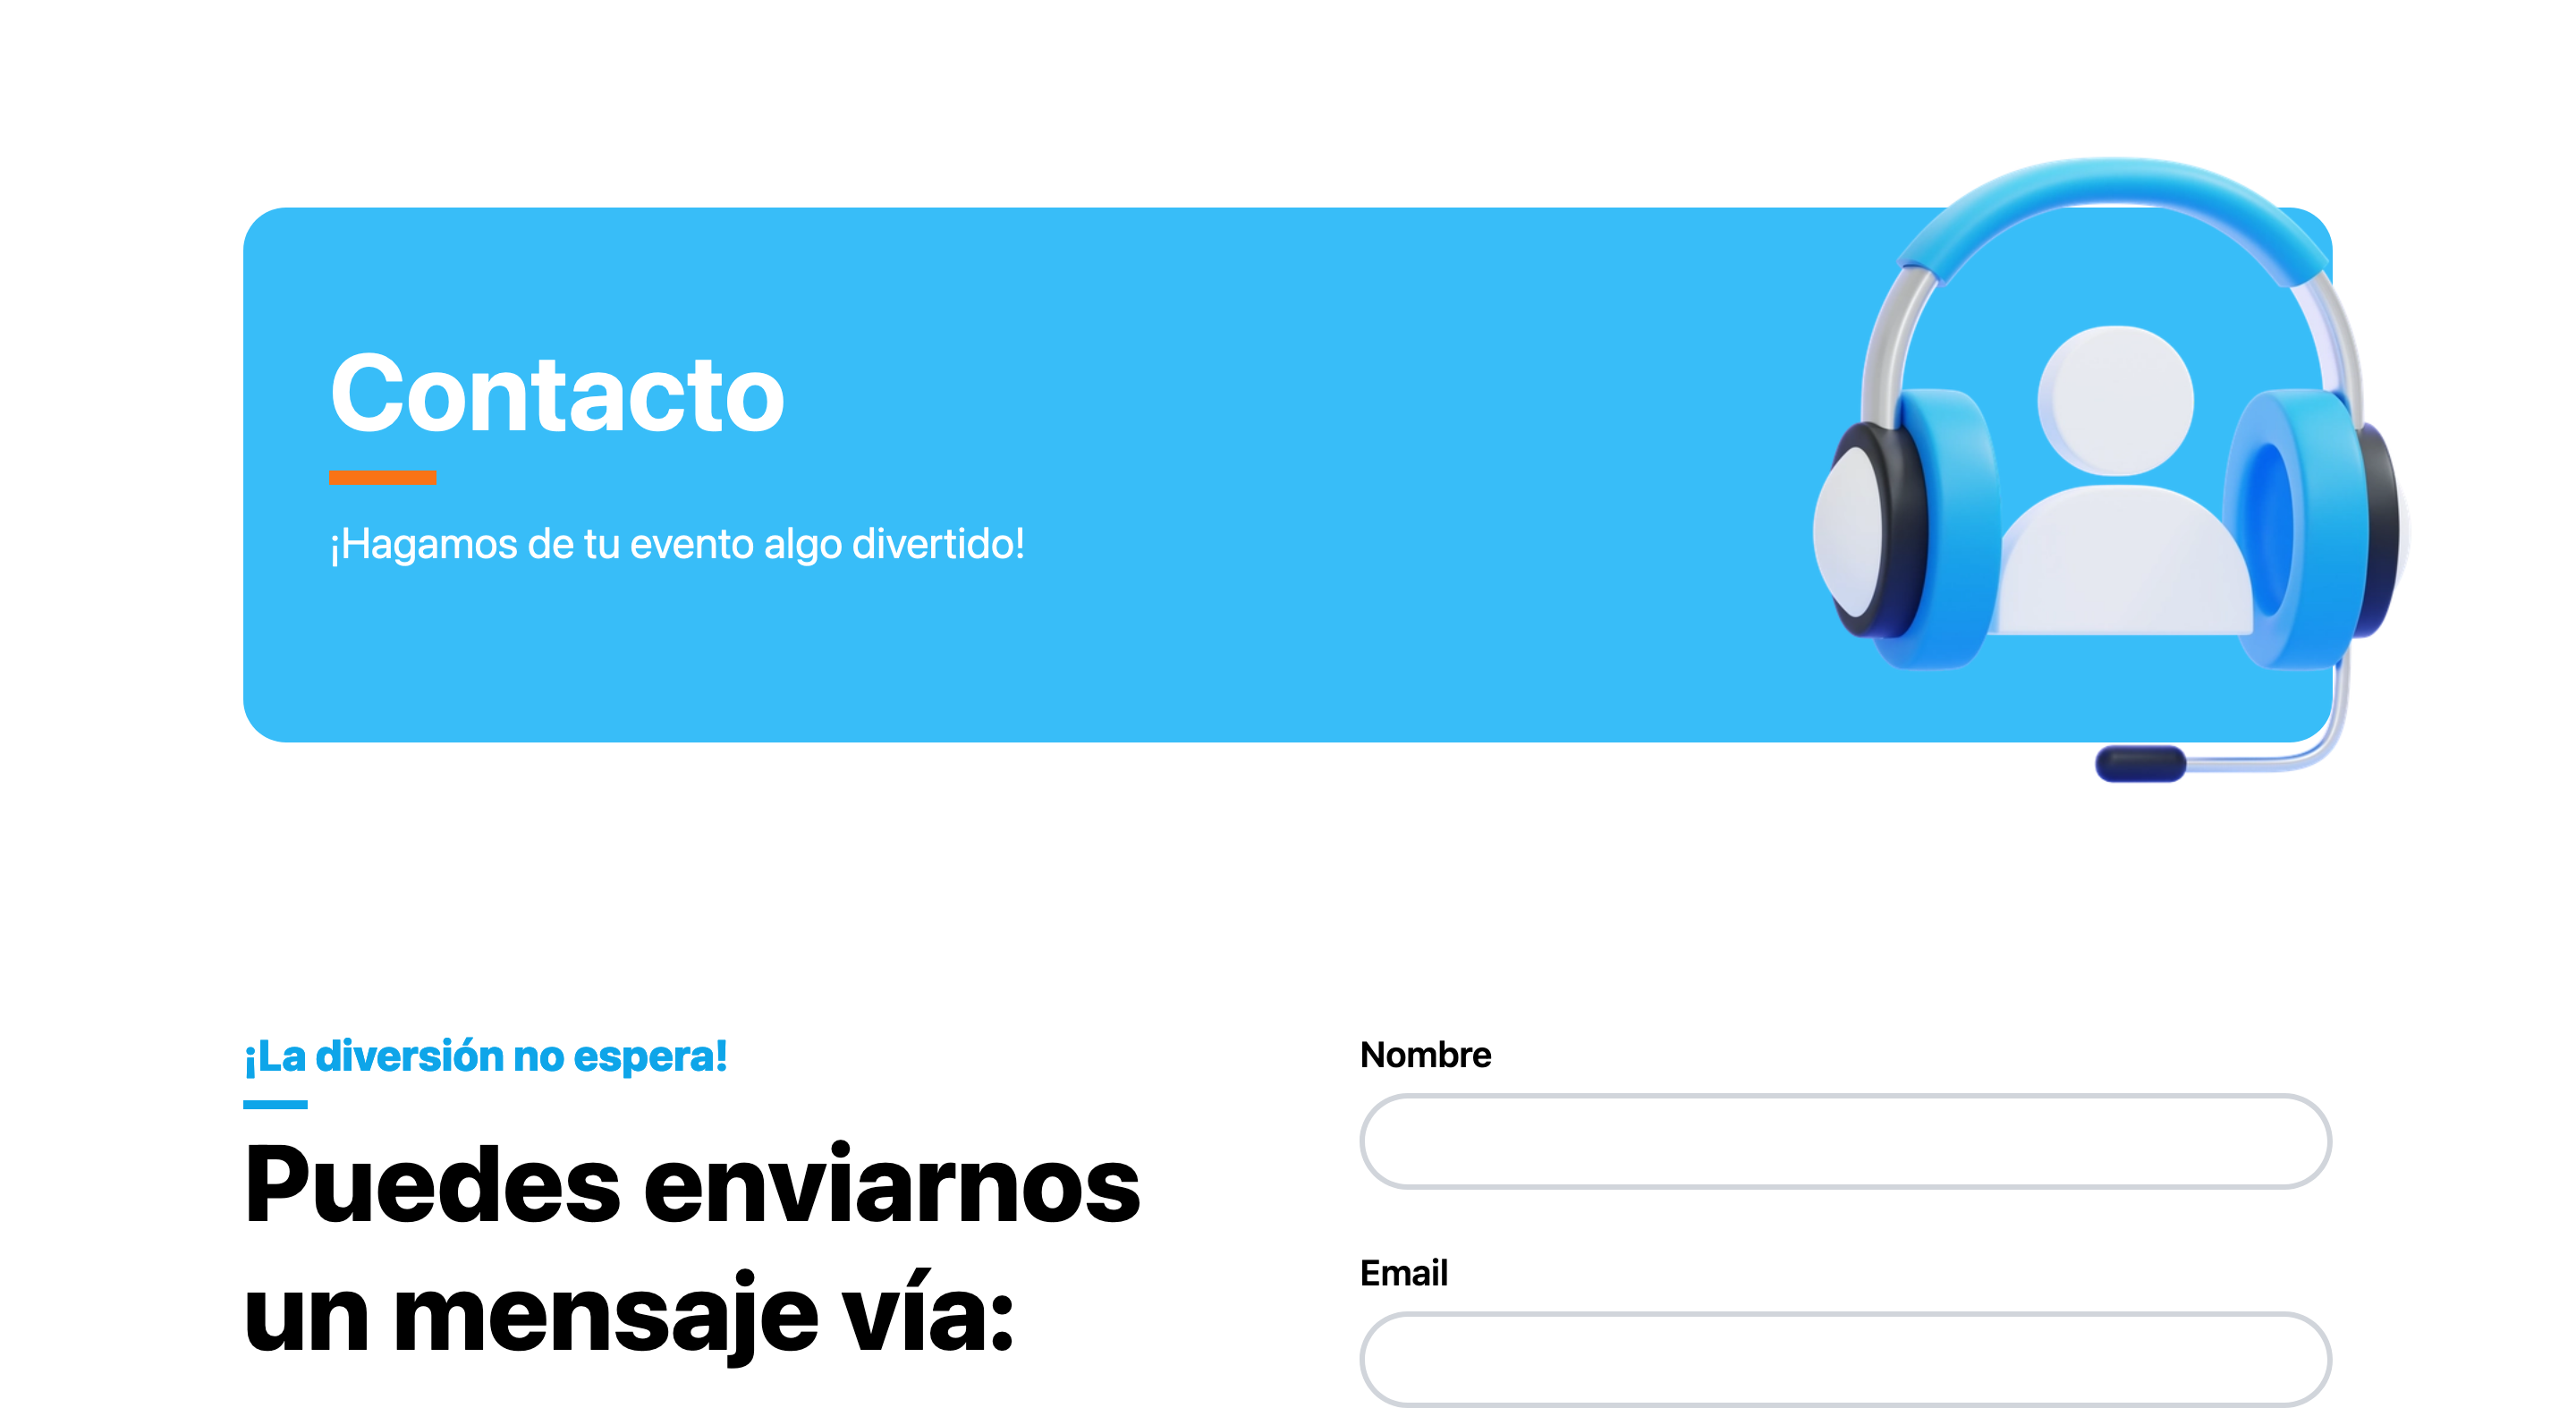 Contacto
¡Hagamos de tu evento algo divertido!
¡La diversión no espera!
Puedes enviarnos
un mensaje vía:
Nombre
Email